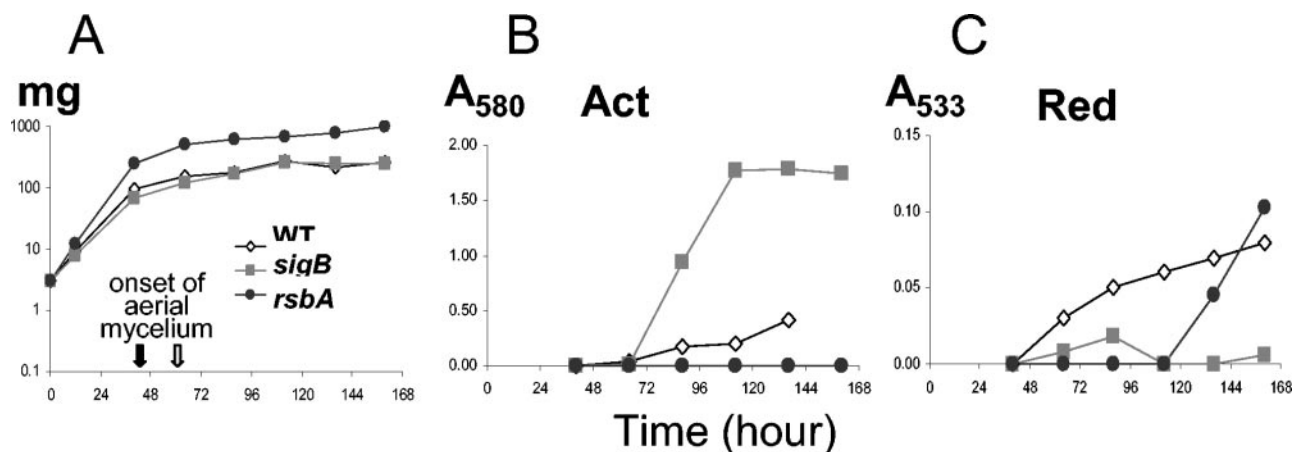 A
B
C
mg
A580
Act
A533
Red
1000
100
10
1
0.1
WT
sigB
rsbA
onset of
aerial
mycelium
0 24 48 72 96 120 144 168
2.00
1.50
1.00
0.50
0.00
0 24 48 72 96 120 144 168
0.15
0.10
0.05
0.00
0 24 48 72 96 120 144 168
Time (hour)